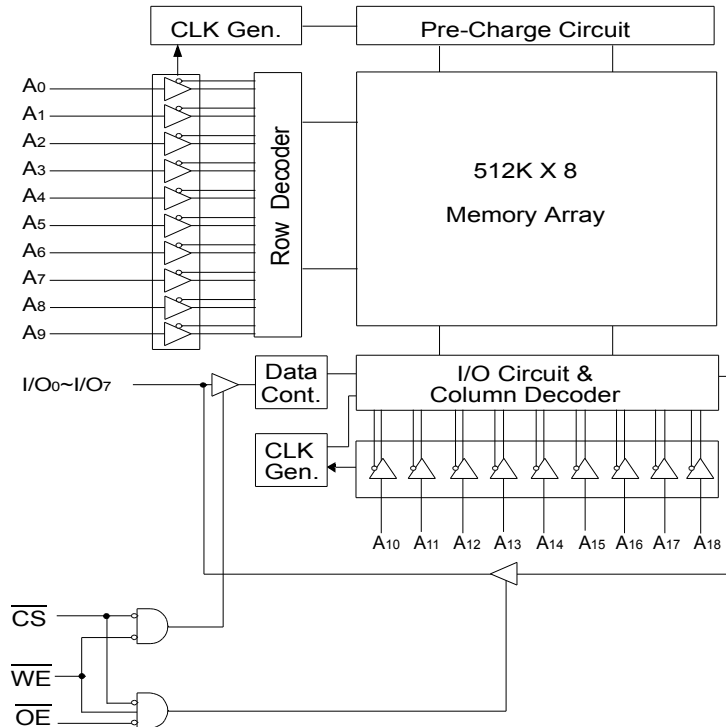 CLK Gen.
Pre-Charge Circuit
A0
A1
A2
A3
A4
A5
A6
A7
A8
A9
Row Decoder
512K X 8
Memory Array
I/O0~I/O7
Data
Cont.
I/O Circuit &
Column Decoder
CLK
Gen.
A10 A11 A12 A13 A14 A15 A16 A17 A18
CS
WE
OE